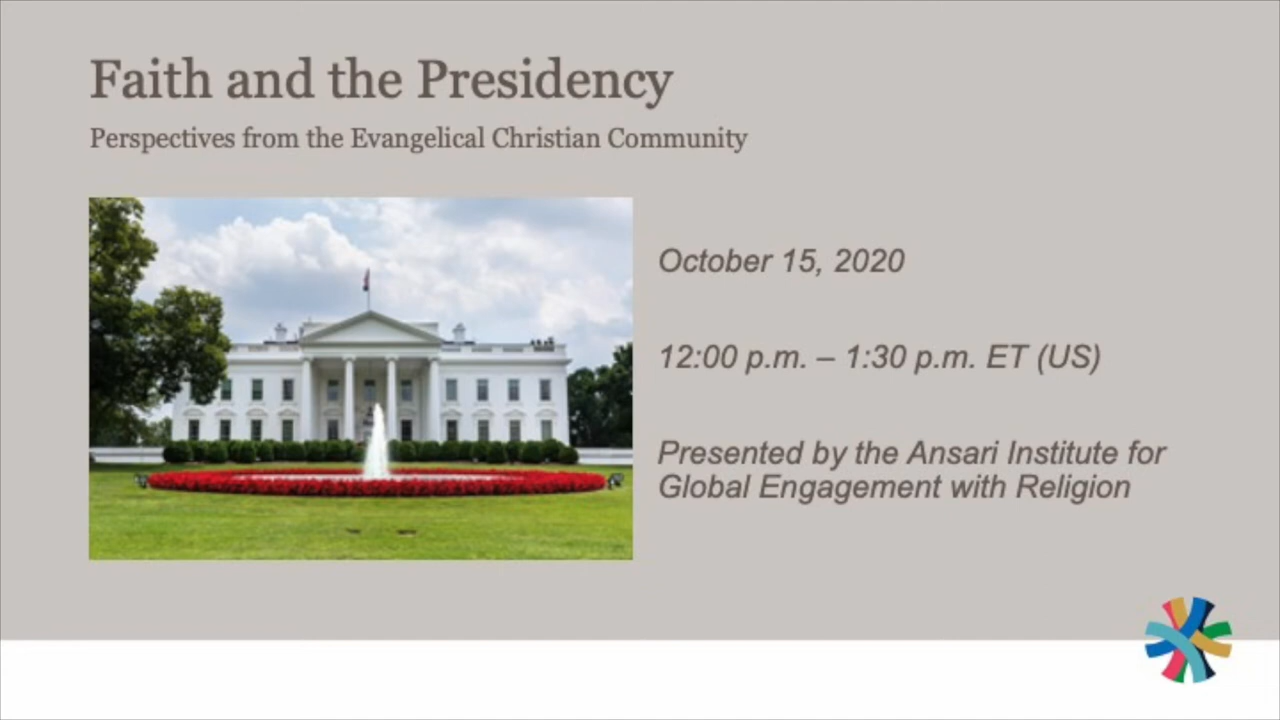 Faith and the Presidency
Perspectives from the Evangelical Christian Community
October 15, 2020
12:00 p.m. – 1:30 p.m. ET (US)
Presented by the Ansari Institute for
Global Engagement with Religion